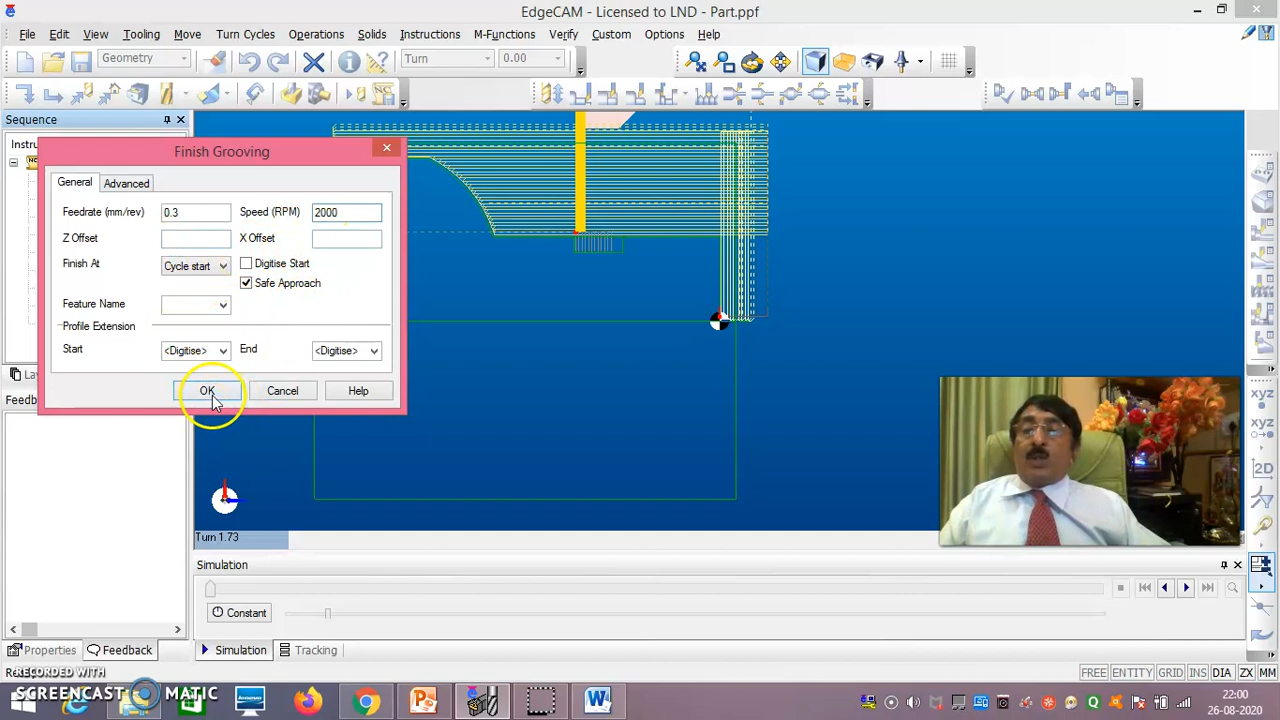 EdgeCAM - Licensed to LND - Part.ppf
File Edit View Tooling Move Turn Cycles Operations Solids Instructions M-Functions Verify Custom Options Help
Geometry Turn 0.00
Sequence
Finish Grooving
General Advanced
Feedrate (mm/rev) 0.3 Speed (RPM) 2000
Z Offset X Offset
Finish At Cycle start Digitise Start
Safe Approach
Feature Name
Profile Extension
Start <Digitise> End <Digitise>
OK Cancel Help
Turn 1.73
Simulation
Constant
Properties Feedback Simulation Tracking
FREE ENTITY GRID INS DIA ZX MM
RECORDED WITH
SCREENCAST MATIC
22:00
26-08-2020